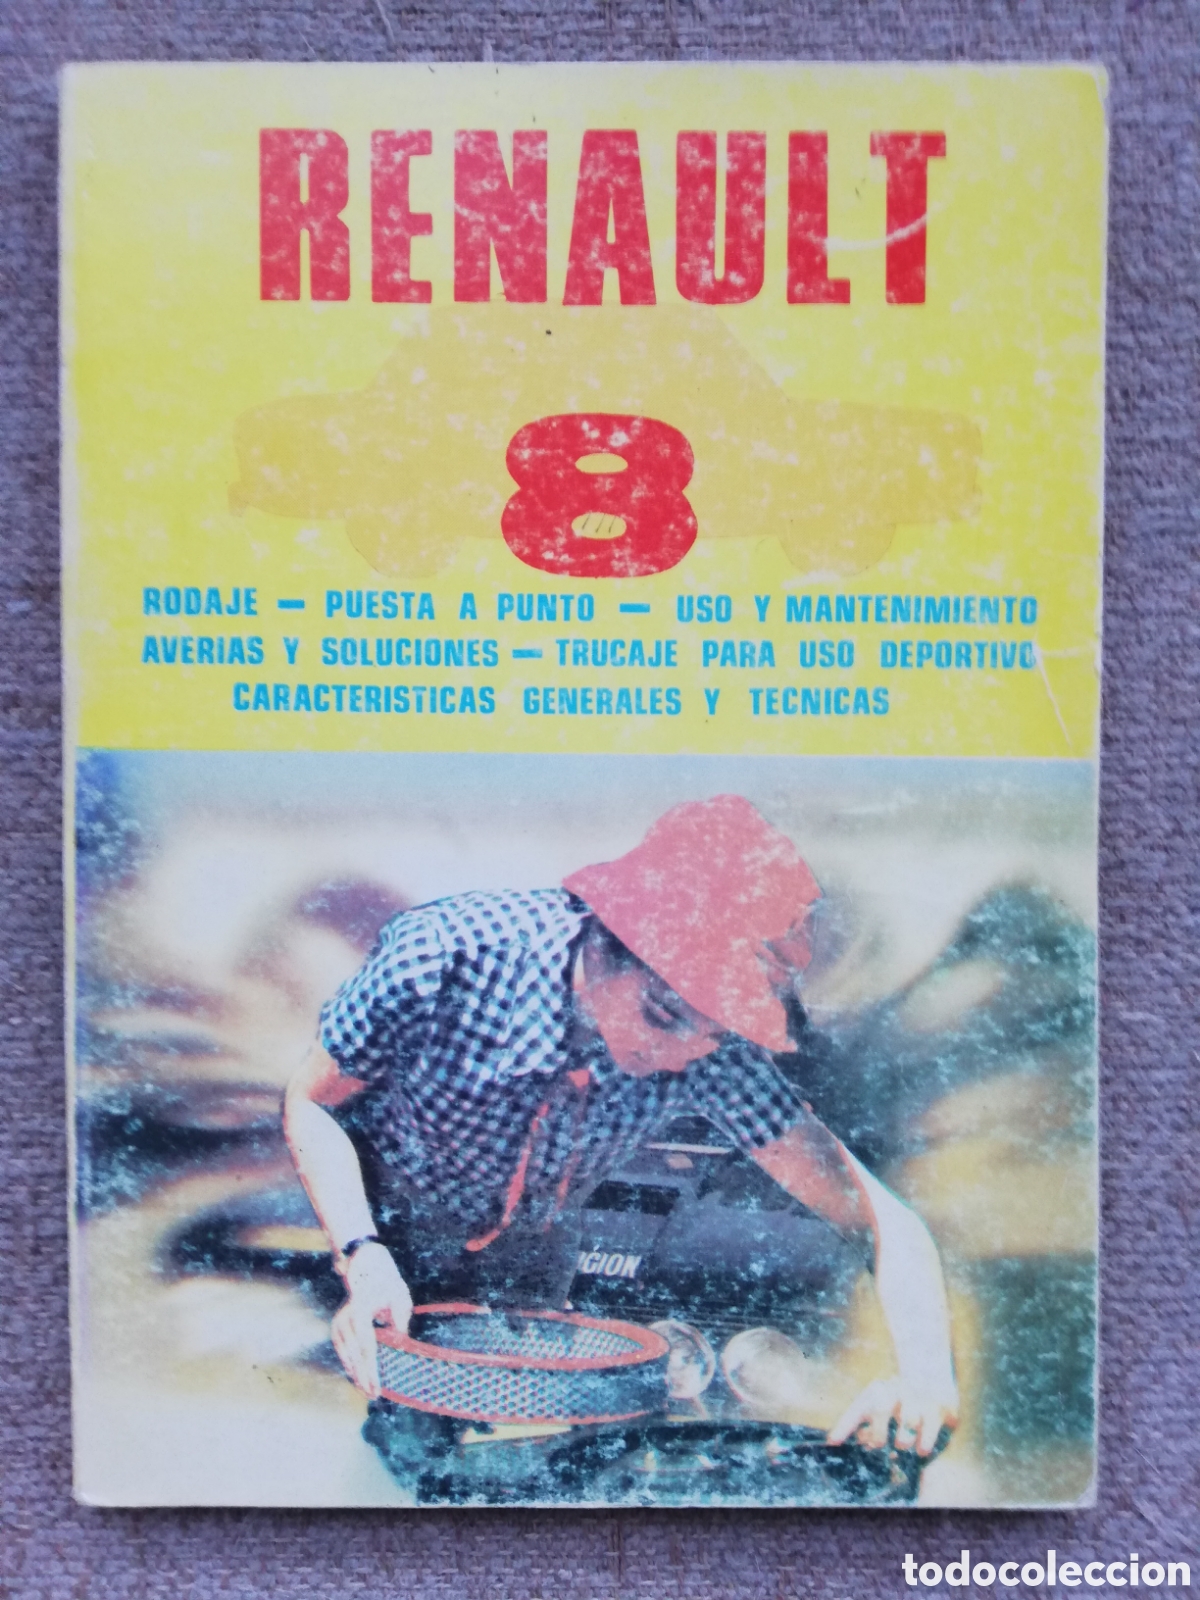 RENAULT
8
RODAJE — PUESTA A PUNTO — USO Y MANTENIMIENTO
AVERIAS Y SOLUCIONES — TRUCAJE PARA USO DEPORTIVO
CARACTERISTICAS GENERALES Y TECNICAS
todocoleccion